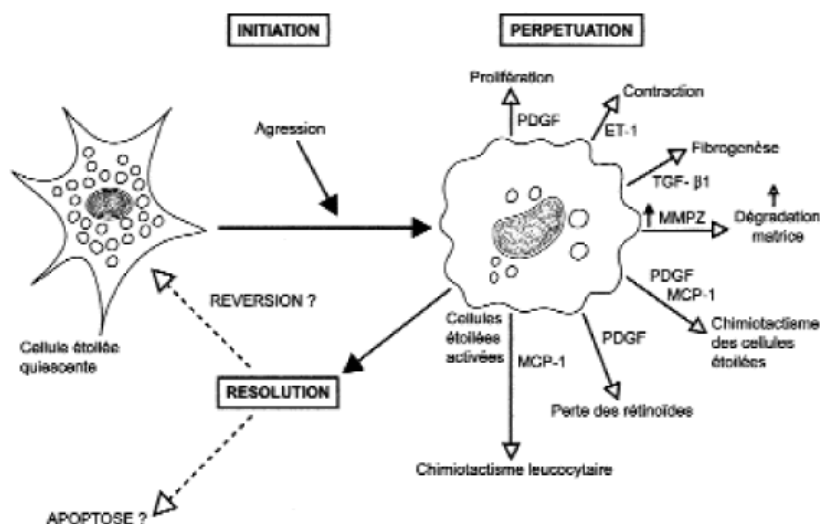 INITIATION
PERPETUATION
Prolifération
PDGF
Contraction
ET-1
Agression
Fibrogenèse
TGF- β1
MMPZ
Dégradation
matrice
REVERSION ?
PDGF
MCP-1
Chimiotactisme
des cellules
étoilées
Cellule étoilée
quiescente
Cellules
étoilées
activées
MCP-1
PDGF
RESOLUTION
Perte des rétinoïdes
Chimiotactisme leucocytaire
APOPTOSE ?